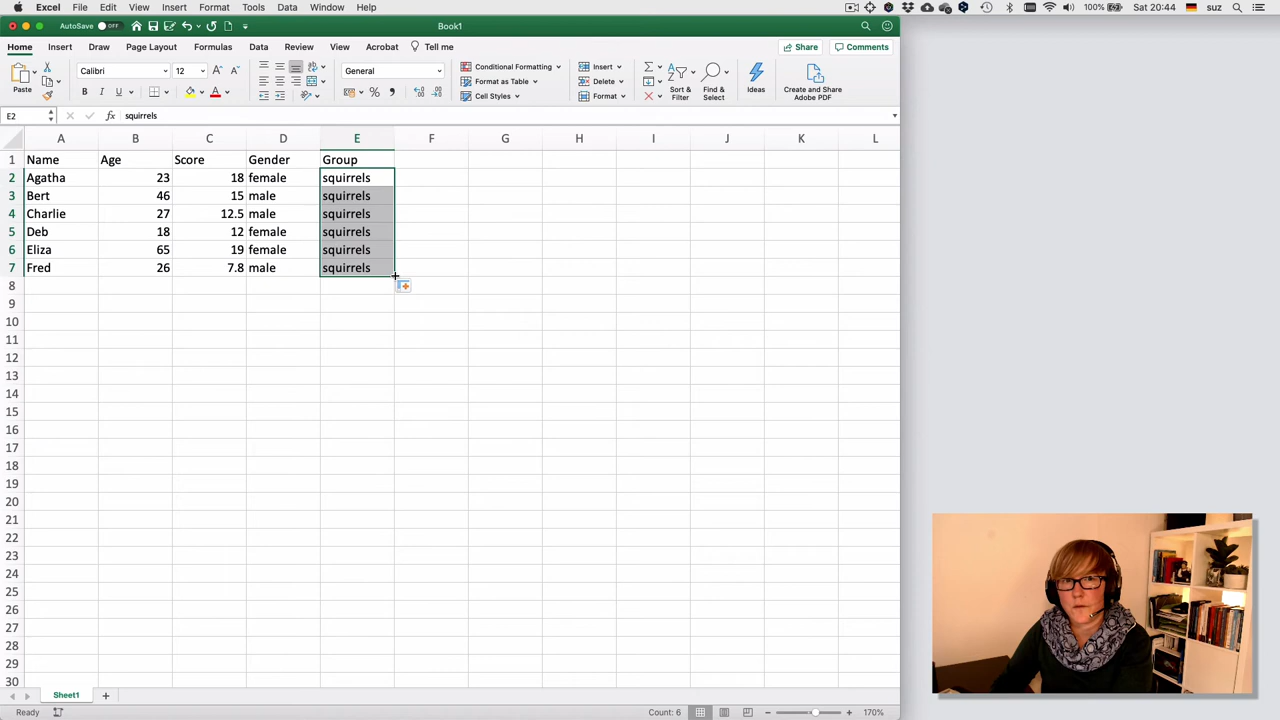 Excel File Edit View Insert Format Tools Data Window Help 100% Sat 20:44 suz
AutoSave OFF Book1
Home Insert Draw Page Layout Formulas Data Review View Acrobat Tell me Share Comments
Paste Calibri 12 General Conditional Formatting Format as Table Cell Styles Insert Delete Format Sort & Filter Find & Select Ideas Create and Share Adobe PDF
E2 fx squirrels
A B C D E F G H I J K L
1 Name Age Score Gender Group
2 Agatha 23 18 female squirrels
3 Bert 46 15 male squirrels
4 Charlie 27 12.5 male squirrels
5 Deb 18 12 female squirrels
6 Eliza 65 19 female squirrels
7 Fred 26 7.8 male squirrels
8
9
10
11
12
13
14
15
16
17
18
19
20
21
22
23
24
25
26
27
28
29
30
Sheet1
Ready Count: 6 170%